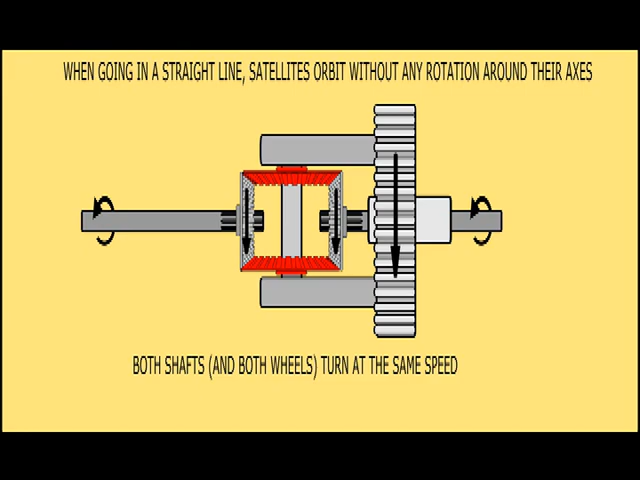 WHEN GOING IN A STRAIGHT LINE, SATELLITES ORBIT WITHOUT ANY ROTATION AROUND THEIR AXES
BOTH SHAFTS (AND BOTH WHEELS) TURN AT THE SAME SPEED